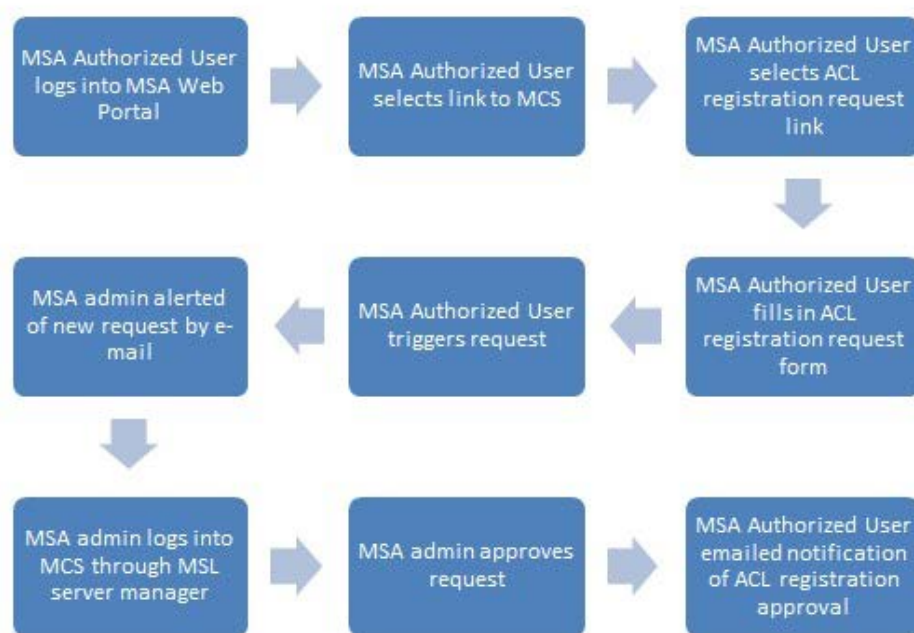 MSA Authorized User
logs into MSA Web
Portal
MSA Authorized User
selects link to MCS
MSA Authorized User
selects ACL
registration request
link
MSA Authorized User
fills in ACL
registration request
form
MSA Authorized User
triggers request
MSA admin alerted
of new request by e-
mail
MSA admin logs into
MCS through MSL
server manager
MSA admin approves
request
MSA Authorized User
emailed notification
of ACL registration
approval